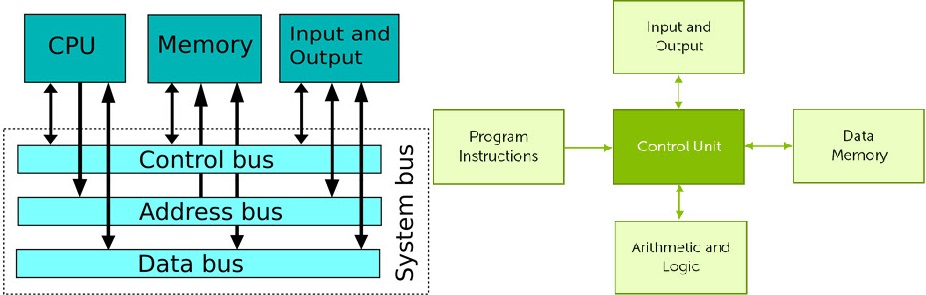 CPU
Memory
Input and
Output
Control bus
Address bus
Data bus
System bus
Input and
Output
Program
Instructions
Control Unit
Data
Memory
Arithmetic and
Logic